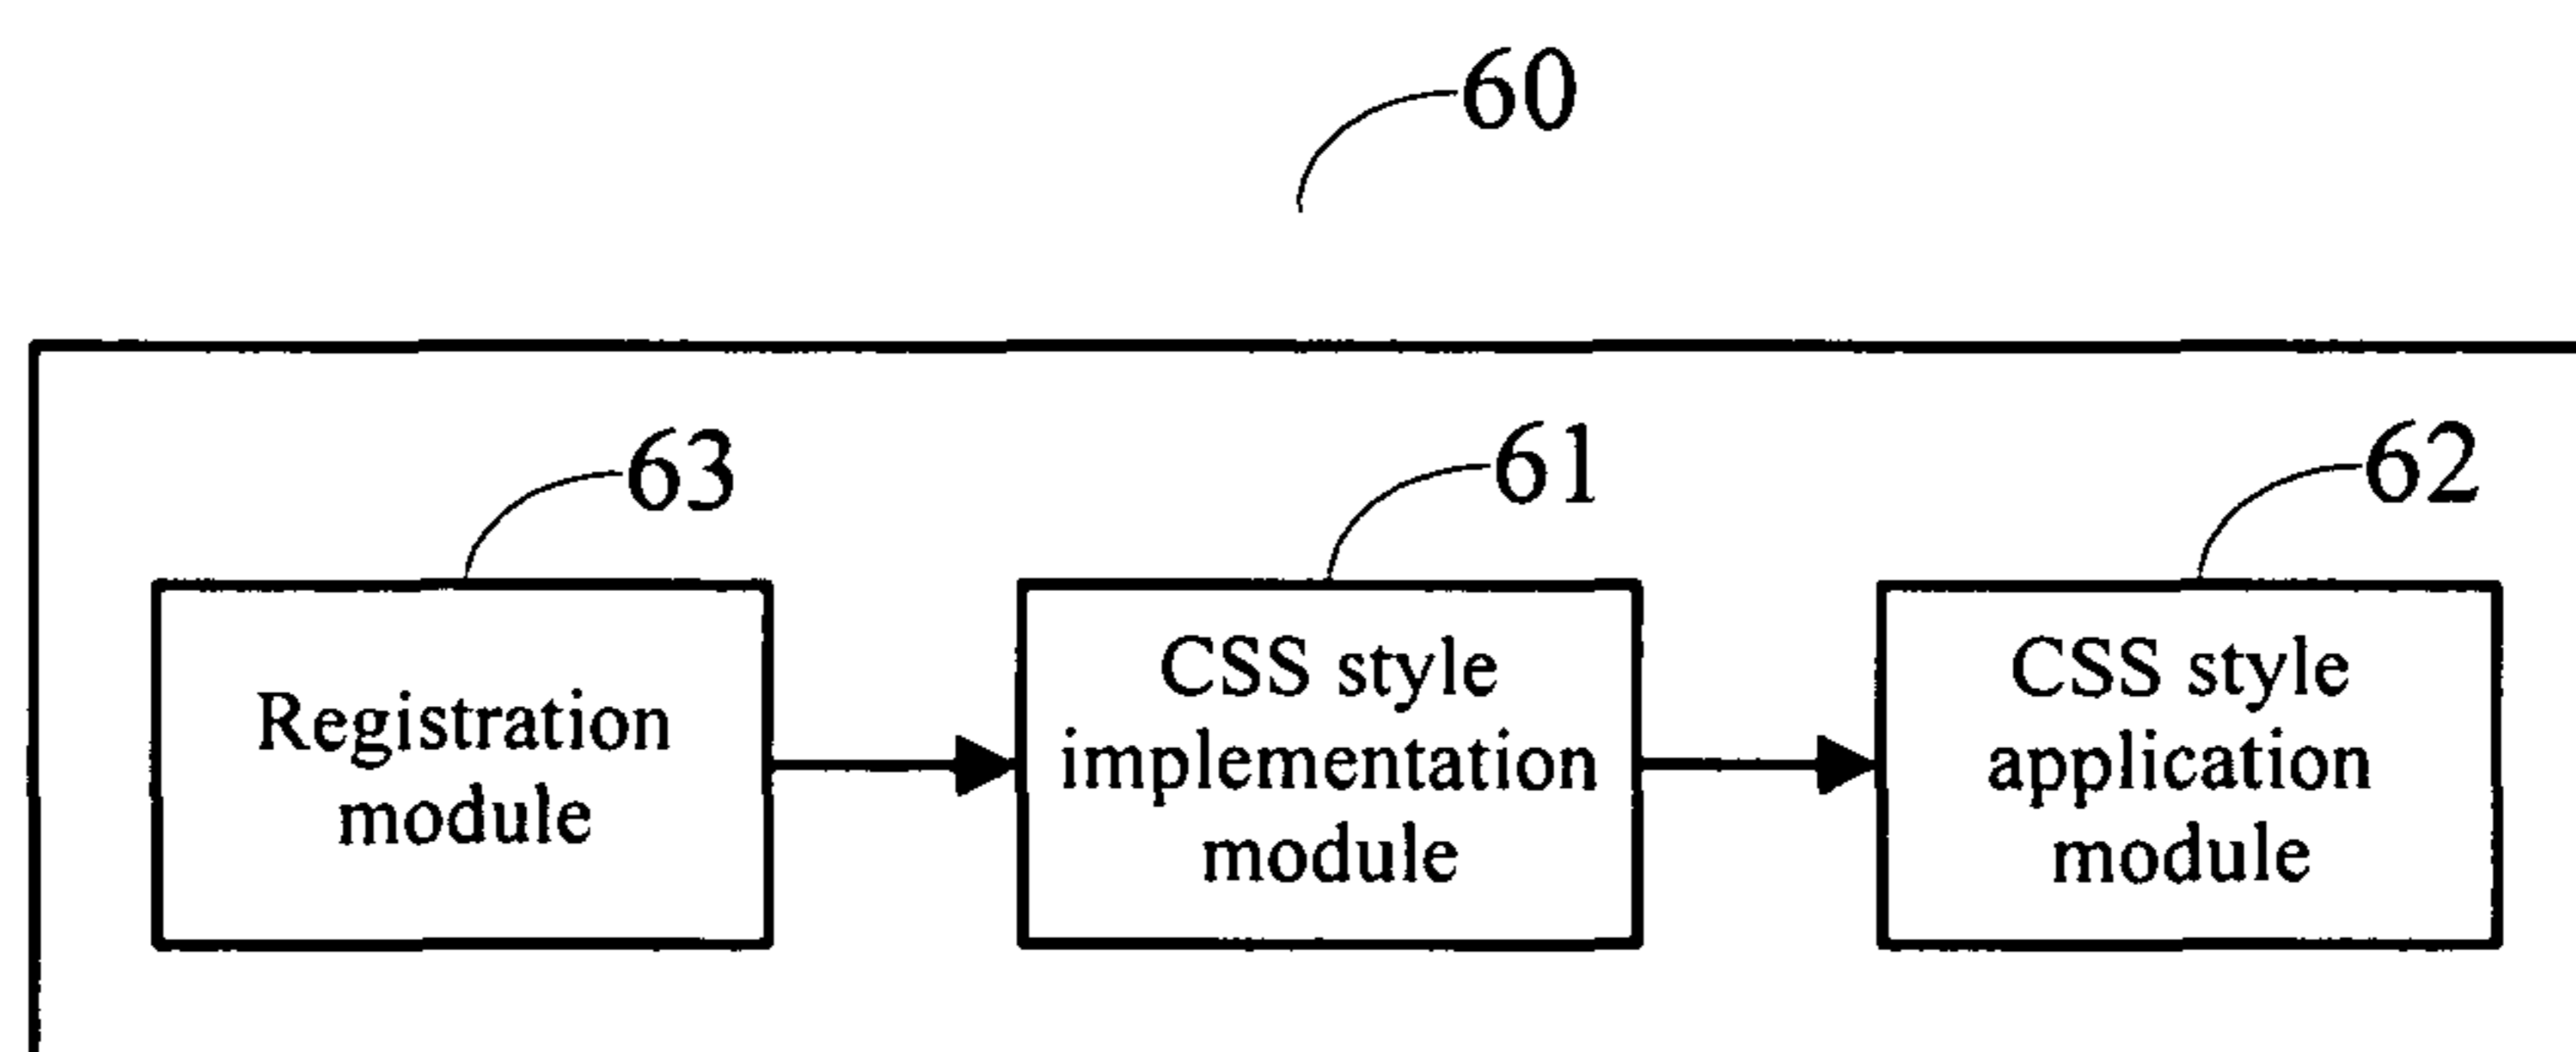 60
63
61
62
Registration
module
CSS style
implementation
module
CSS style
application
module